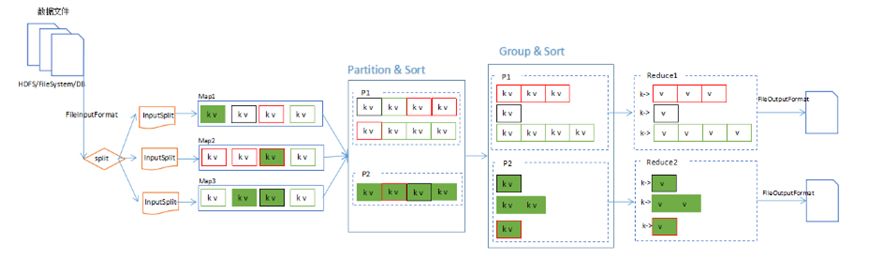 数据文件
HDFS/FileSystem/DB
FileInputFormat
split
InputSplit
InputSplit
InputSplit
Map1
k v k v k v k v
Map2
k v k v k v k v
Map3
k v k v k v k v
Partition & Sort
P1
k v k v k v k v
k v k v k v k v
P2
k v k v k v k v
Group & Sort
P1
k v k v k v
k v
k v k v k v k v
P2
k v
k v k v
k v
Reduce1
k-> v v v
k-> v
k-> v v v v
Reduce2
k-> v
k-> v v
k-> v
FileOutputFormat
FileOutputFormat